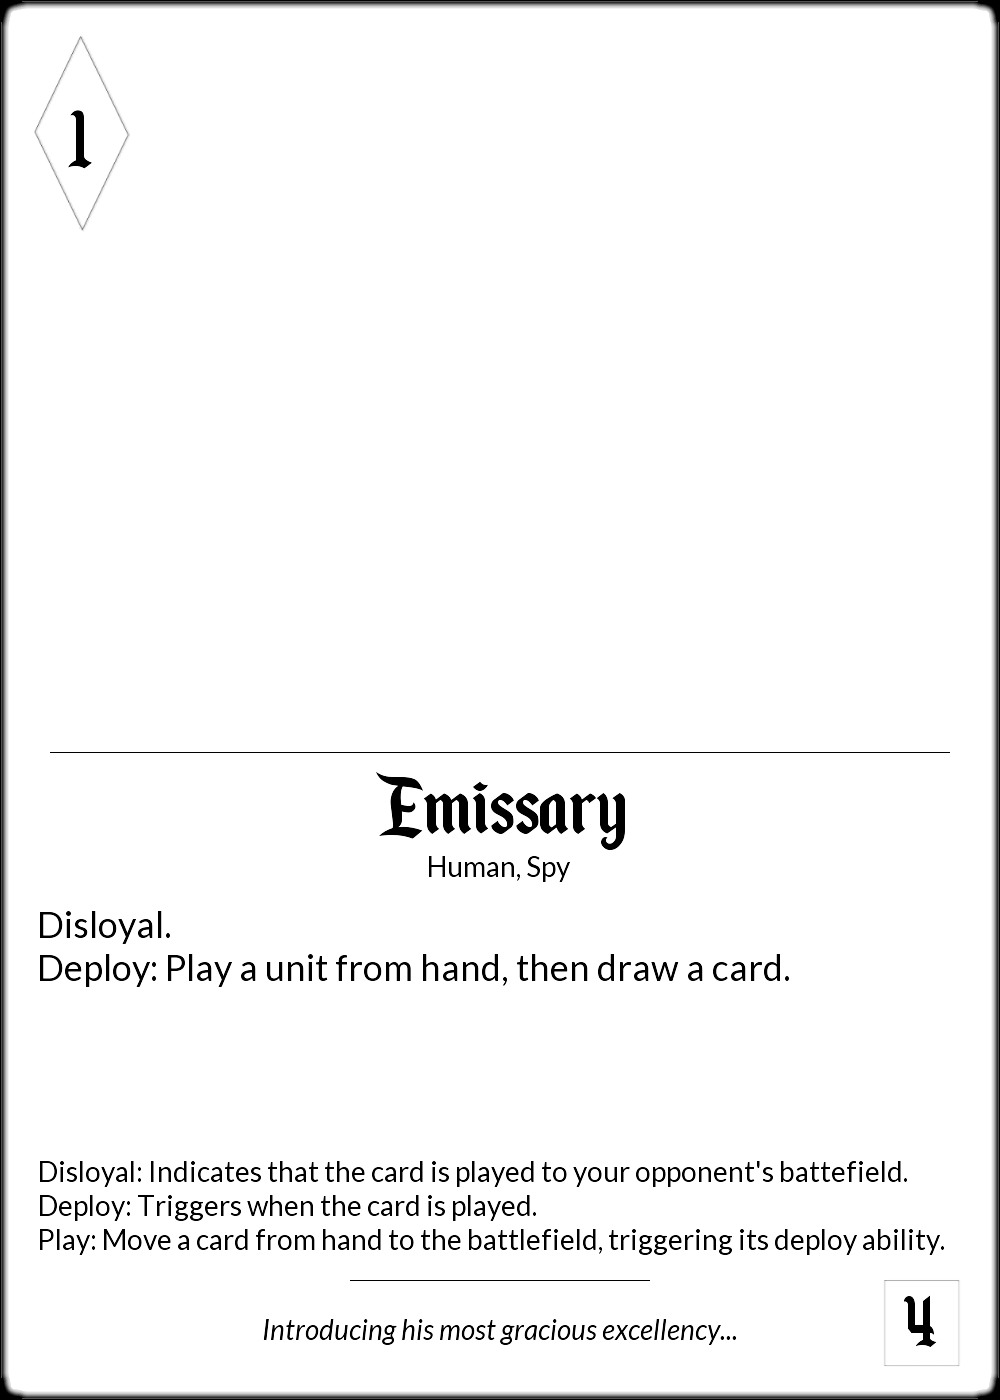 1
Emissary
Human, Spy
Disloyal.
Deploy: Play a unit from hand, then draw a card.
Disloyal: Indicates that the card is played to your opponent's battefield.
Deploy: Triggers when the card is played.
Play: Move a card from hand to the battlefield, triggering its deploy ability.
Introducing his most gracious excellency...
4